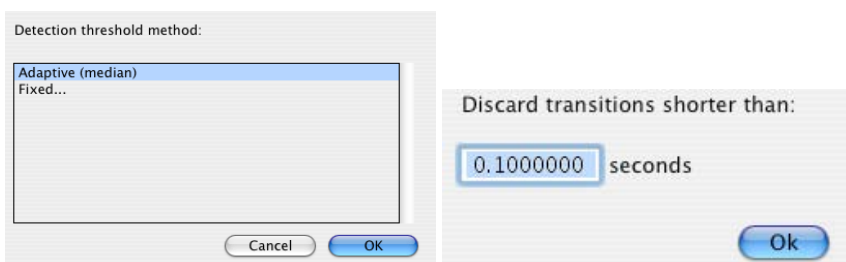 Detection threshold method:
Adaptive (median)
Fixed...
Cancel
OK
Discard transitions shorter than:
0.1000000 seconds
Ok